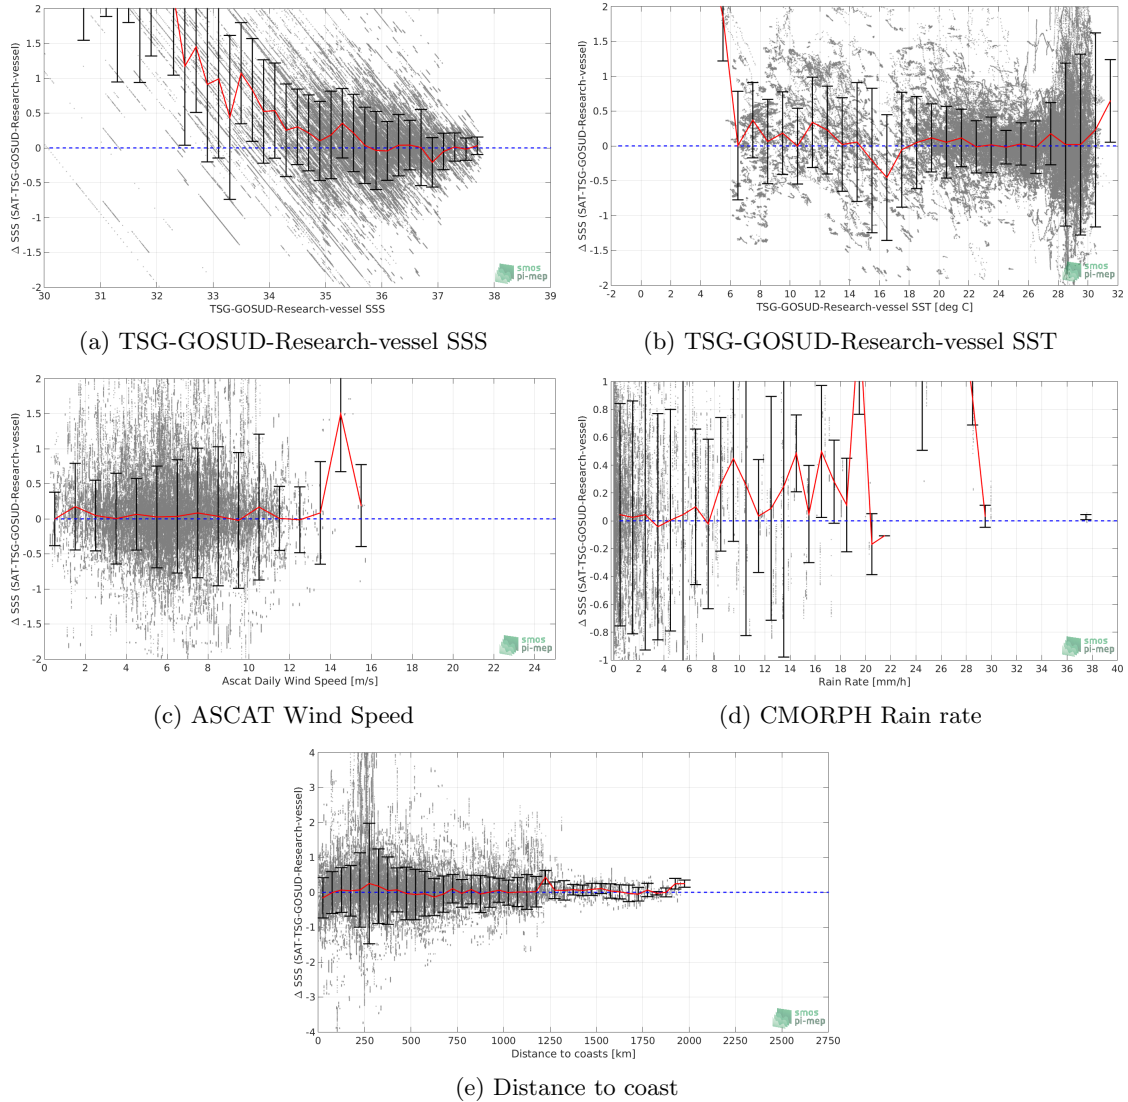 2
1.5
1
0.5
0
-0.5
-1
-1.5
-2
Δ SSS (SAT-TSG-GOSUD-Research-vessel)
30 31 32 33 34 35 36 37 38 39
TSG-GOSUD-Research-vessel SSS
smos
pi-mep
(a) TSG-GOSUD-Research-vessel SSS
2
1.5
1
0.5
0
-0.5
-1
-1.5
-2
Δ SSS (SAT-TSG-GOSUD-Research-vessel)
-2 0 2 4 6 8 10 12 14 16 18 20 22 24 26 28 30 32
TSG-GOSUD-Research-vessel SST [deg C]
smos
pi-mep
(b) TSG-GOSUD-Research-vessel SST
2
1.5
1
0.5
0
-0.5
-1
-1.5
-2
Δ SSS (SAT-TSG-GOSUD-Research-vessel)
0 2 4 6 8 10 12 14 16 18 20 22 24
Ascat Daily Wind Speed [m/s]
smos
pi-mep
(c) ASCAT Wind Speed
1
0.8
0.6
0.4
0.2
0
-0.2
-0.4
-0.6
-0.8
-1
Δ SSS (SAT-TSG-GOSUD-Research-vessel)
0 2 4 6 8 10 12 14 16 18 20 22 24 26 28 30 32 34 36 38 40
Rain Rate [mm/h]
smos
pi-mep
(d) CMORPH Rain rate
4
3
2
1
0
-1
-2
-3
-4
Δ SSS (SAT-TSG-GOSUD-Research-vessel)
0 250 500 750 1000 1250 1500 1750 2000 2250 2500 2750
Distance to coasts [km]
smos
pi-mep
(e) Distance to coast